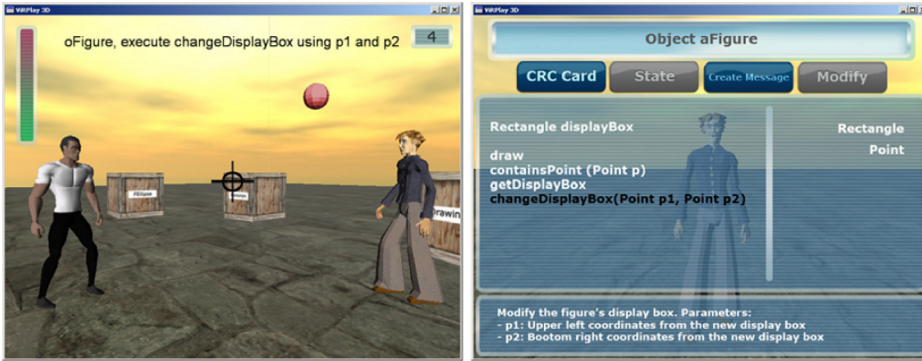 ViRPlay 3D
oFigure, execute changeDisplayBox using p1 and p2
4
ViRPlay 3D
Object aFigure
CRC Card
State
Create Message
Modify
Rectangle displayBox
Rectangle
Point
draw
containsPoint (Point p)
getDisplayBox
changeDisplayBox(Point p1, Point p2)
Modify the figure's display box. Parameters:
- p1: Upper left coordinates from the new display box
- p2: Bootom right coordinates from the new display box